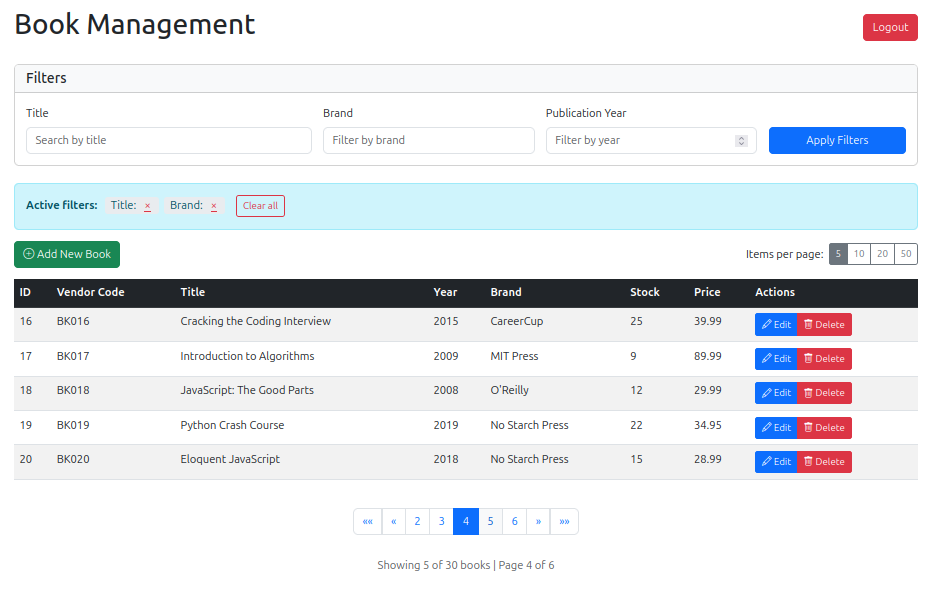 Book Management
Logout
Filters
Title Brand Publication Year
Search by title Filter by brand Filter by year Apply Filters
Active filters: Title: × Brand: × Clear all
Add New Book Items per page: 5 10 20 50
ID Vendor Code Title Year Brand Stock Price Actions
16 BK016 Cracking the Coding Interview 2015 CareerCup 25 39.99 Edit Delete
17 BK017 Introduction to Algorithms 2009 MIT Press 9 89.99 Edit Delete
18 BK018 JavaScript: The Good Parts 2008 O'Reilly 12 29.99 Edit Delete
19 BK019 Python Crash Course 2019 No Starch Press 22 34.95 Edit Delete
20 BK020 Eloquent JavaScript 2018 No Starch Press 15 28.99 Edit Delete
«« « 2 3 4 5 6 » »»
Showing 5 of 30 books | Page 4 of 6